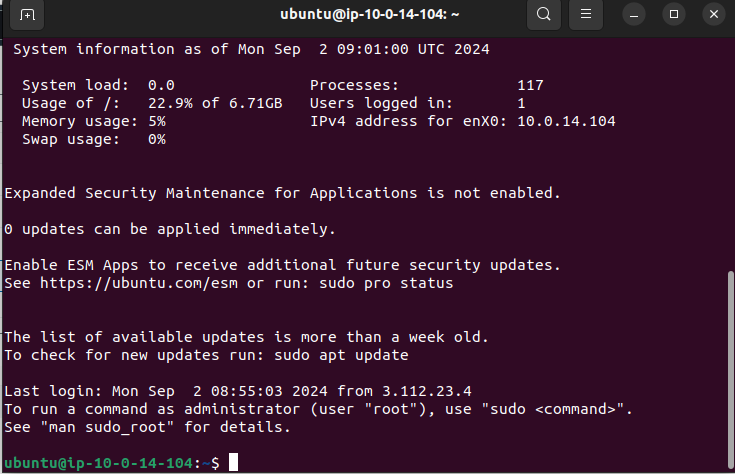 ubuntu@ip-10-0-14-104: ~
System information as of Mon Sep  2 09:01:00 UTC 2024
System load:  0.0                Processes:             117
Usage of /:   22.9% of 6.71GB   Users logged in:       1
Memory usage: 5%                IPv4 address for enX0: 10.0.14.104
Swap usage:   0%
Expanded Security Maintenance for Applications is not enabled.
0 updates can be applied immediately.
Enable ESM Apps to receive additional future security updates.
See https://ubuntu.com/esm or run: sudo pro status
The list of available updates is more than a week old.
To check for new updates run: sudo apt update
Last login: Mon Sep  2 08:55:03 2024 from 3.112.23.4
To run a command as administrator (user "root"), use "sudo <command>".
See "man sudo_root" for details.
ubuntu@ip-10-0-14-104:~$